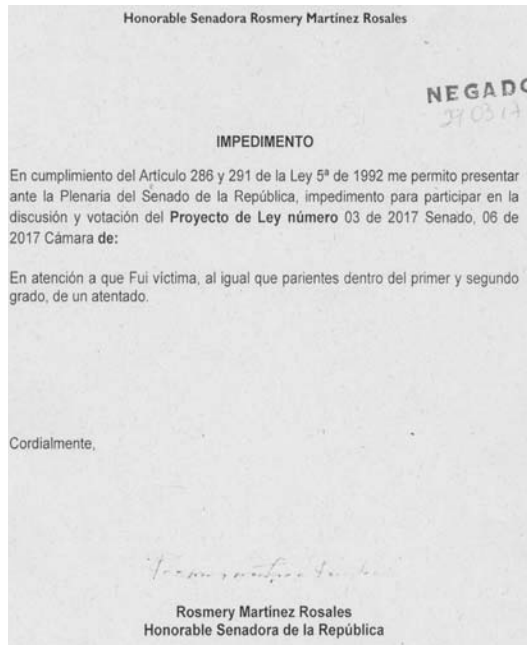 Honorable Senadora Rosmery Martínez Rosales
NEGADO
27 03 17
IMPEDIMENTO
En cumplimiento del Artículo 286 y 291 de la Ley 5ª de 1992 me permito presentar
ante la Plenaria del Senado de la República, impedimento para participar en la
discusión y votación del Proyecto de Ley número 03 de 2017 Senado, 06 de
2017 Cámara de:
En atención a que Fui víctima, al igual que parientes dentro del primer y segundo
grado, de un atentado.
Cordialmente,
Rosmery Martínez Rosales
Honorable Senadora de la República